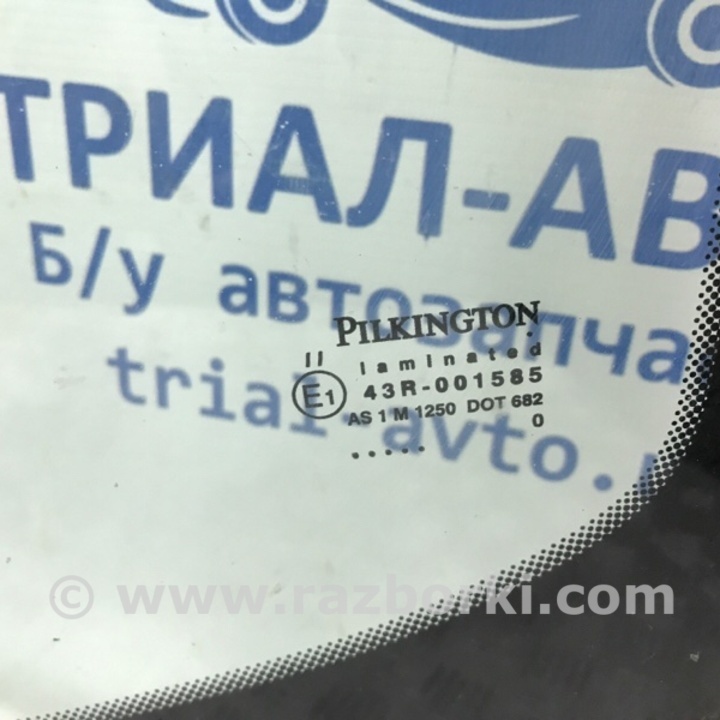 ТРИАЛ-АВ
Б/у автозапча
trial-avto.
PILKINGTON
II
laminated
E1 43R-001585
AS 1 M 1250 DOT 682
0
.....
© www.razborki.com